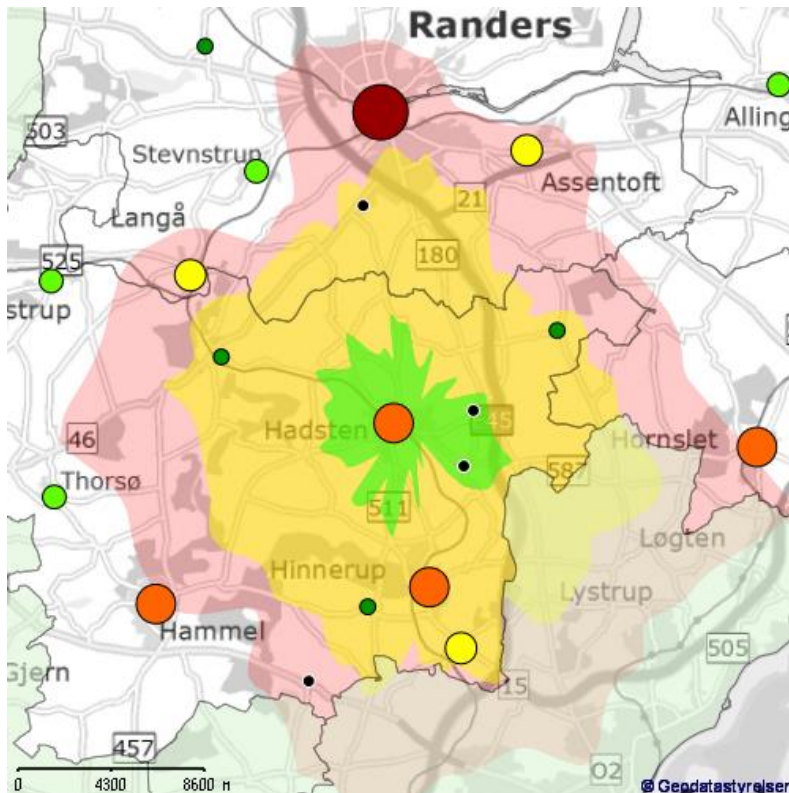 Randers
503
Alling
Stevnstrup
Assentoft
21
Langå
180
525
strup
45
Hadsten
Hornslet
46
587
Thorsø
511
Løgten
Hinnerup
Lystrup
Hammel
505
Gjern
15
457
O2
0 4300 8600 M
© Geodatastyrelsen